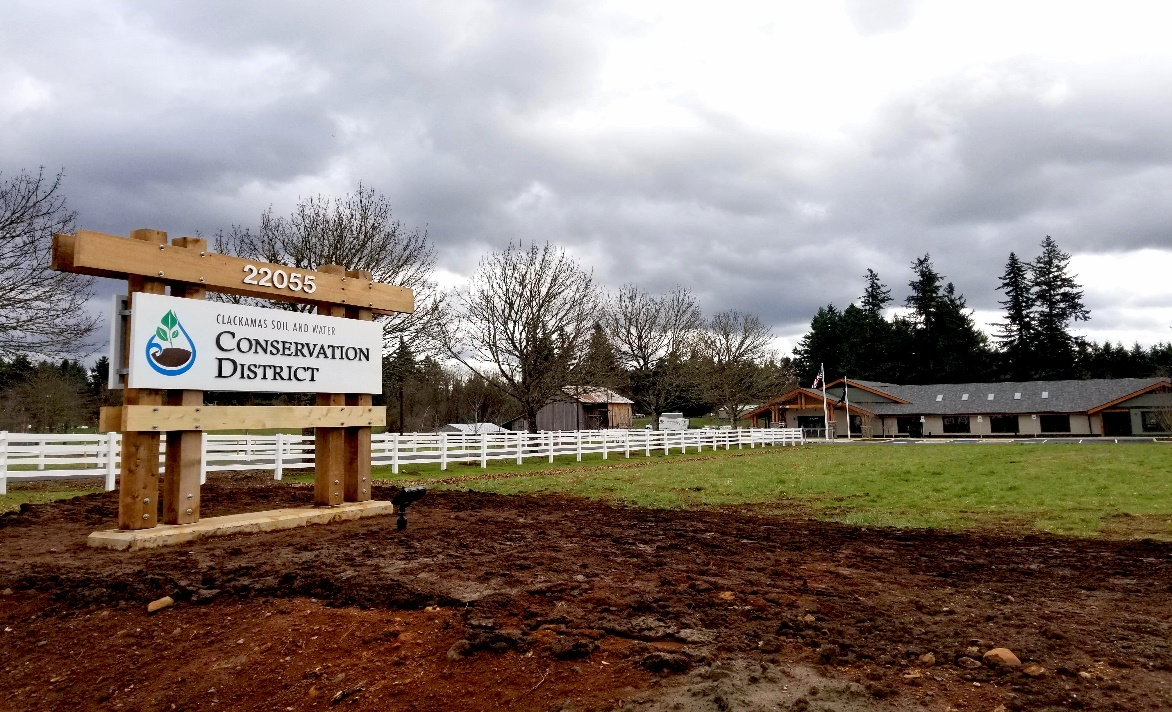 22055
CLACKAMAS SOIL AND WATER
CONSERVATION
DISTRICT